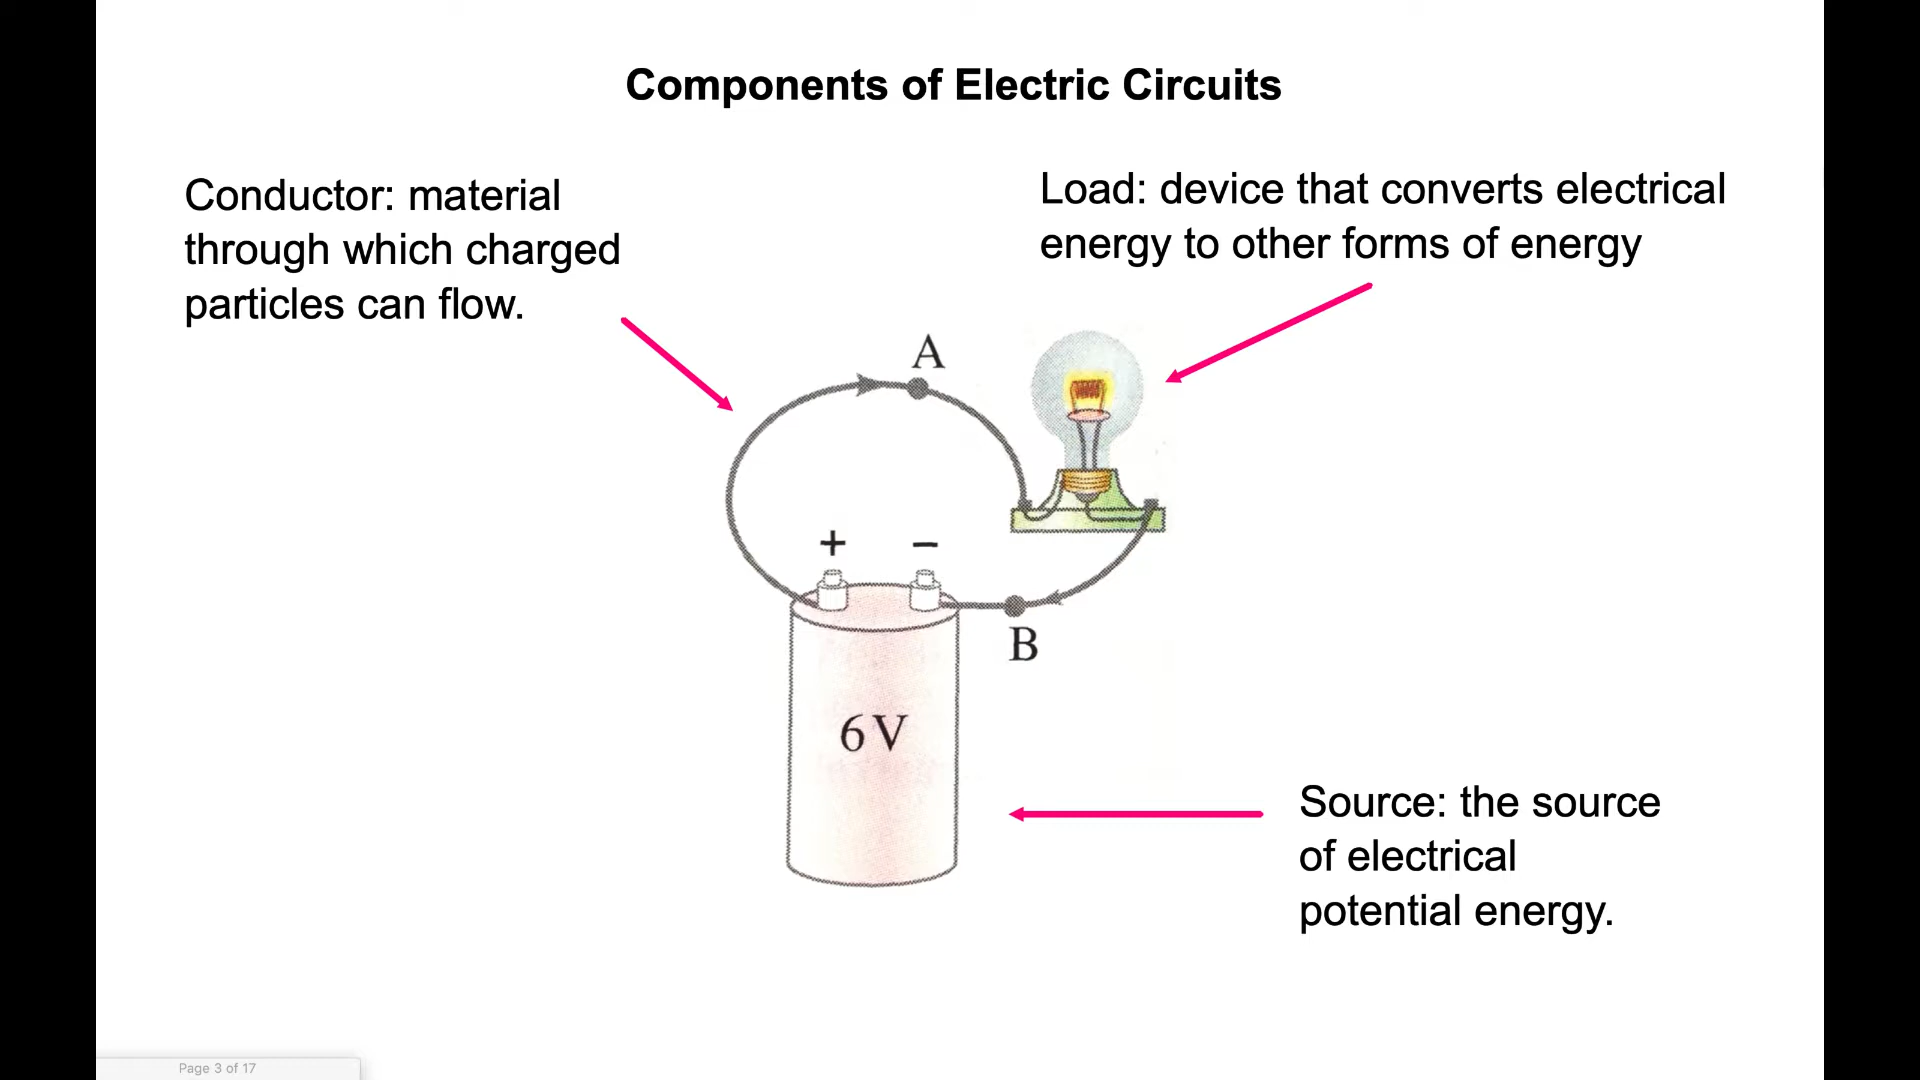 Components of Electric Circuits
Conductor: material
through which charged
particles can flow.
Load: device that converts electrical
energy to other forms of energy
A
+ −
B
6V
Source: the source
of electrical
potential energy.
Page 3 of 17